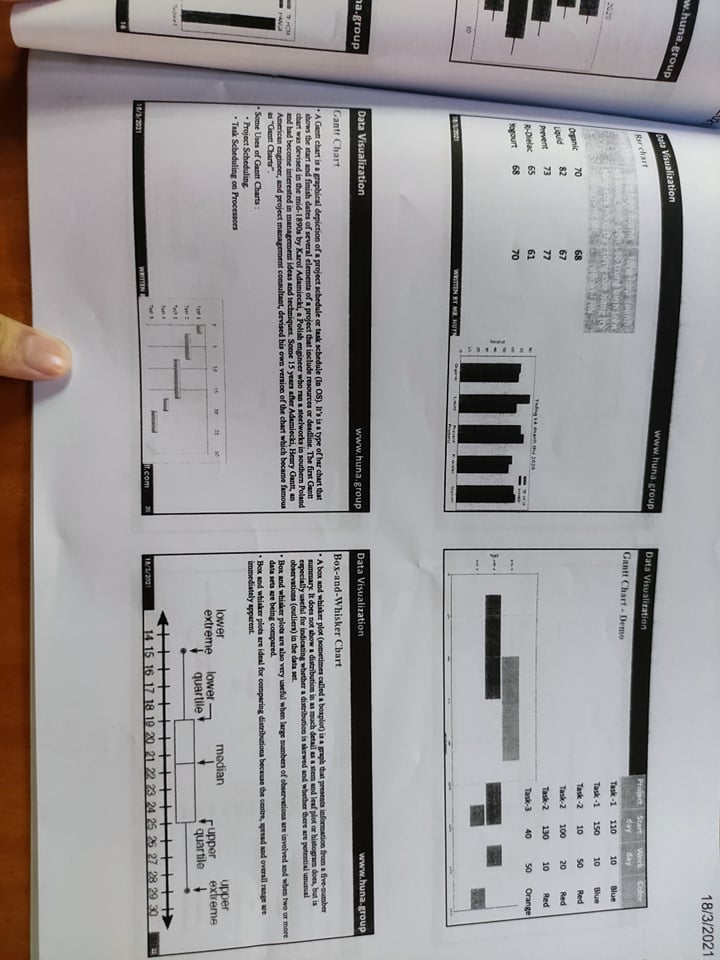 18/3/2021
w.huna.group
2020
60
na.group
18
Data Visualization
www.huna.group
Bar chart
Organic 70 68
Liquid 82 67
Prevent 73 77
Ri-Dielac 65 61
Yogourt 68 70
18/3/2021
WRITTEN BY MR. HUYN
Data Visualization
Gantt Chart - Demo
Project Start day Work day Color
Task -1 110 10 Blue
Task -1 150 10 Blue
Task -2 10 50 Red
Task-2 100 20 Red
Task-2 130 10 Red
Task-3 40 50 Orange
Data Visualization
www.huna.group
Gantt Chart
• A Gantt chart is a graphical depiction of a project schedule or task schedule (In OS). It's is a type of bar chart that
shows the start and finish dates of several elements of a project that include resources or deadline. The first Gantt
chart was devised in the mid-1890s by Karol Adamiecki, a Polish engineer who ran a steelworks in southern Poland
and had become interested in management ideas and techniques. Some 15 years after Adamiecki, Henry Gantt, an
American engineer, and project management consultant, devised his own version of the chart which became famous
as "Gantt Charts".
• Some Uses of Gantt Charts :
• Project Scheduling.
• Task Scheduling on Processors
18/3/2021
WRITTEN
r.com
20
Data Visualization
www.huna.group
Box-and-Whisker Chart
• A box and whisker plot (sometimes called a boxplot) is a graph that presents information from a five-number
summary. It does not show a distribution in as much detail as a stem and leaf plot or histogram does, but is
especially useful for indicating whether a distribution is skewed and whether there are potential unusual
observations (outliers) in the data set.
• Box and whisker plots are also very useful when large numbers of observations are involved and when two or more
data sets are being compared.
• Box and whisker plots are ideal for comparing distributions because the centre, spread and overall range are
immediately apparent.
lower extreme
lower quartile
median
upper quartile
upper extreme
14 15 16 17 18 19 20 21 22 23 24 25 26 27 28 29 30
18/3/2021